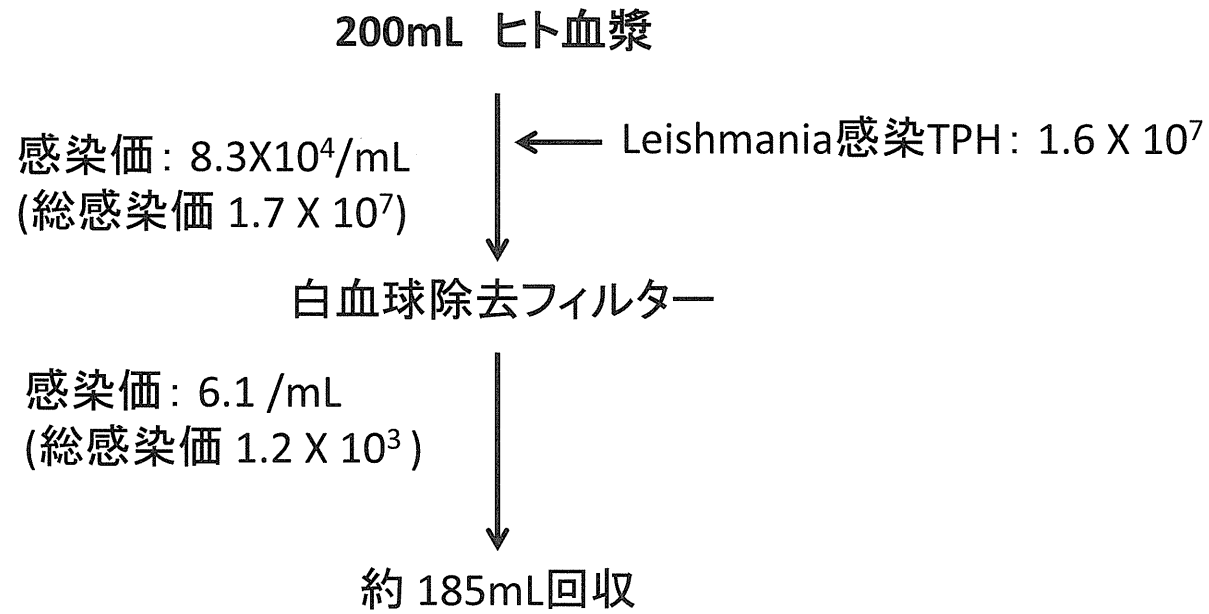 200mL ヒト血漿
Leishmania感染TPH： 1.6 X 10⁷
感染価： 8.3X10⁴/mL
(総感染価 1.7 X 10⁷)
白血球除去フィルター
感染価： 6.1 /mL
(総感染価 1.2 X 10³ )
約 185mL回収